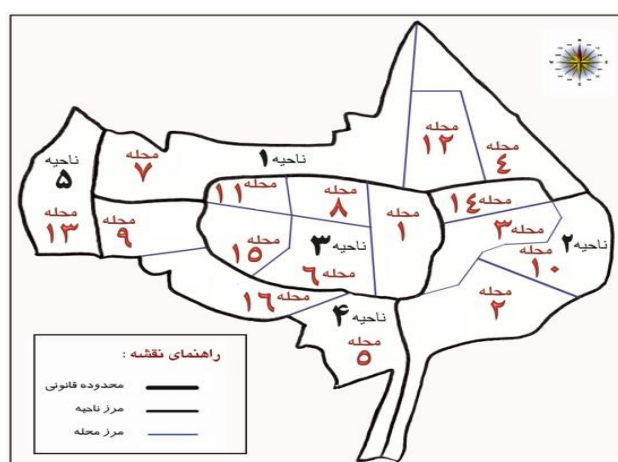 ناحیه ۱
محله ۱۲
محله ۴
ناحیه ۵
محله ۷
محله ۱۱
محله ۸
محله ۱
محله ۱۴
محله ۳
ناحیه ۲
محله ۱۳
محله ۹
محله ۱۵
ناحیه ۳
محله ۶
محله ۱۰
محله ۲
محله ۱۶
ناحیه ۴
محله ۵
راهنمای نقشه :
محدوده قانونی
مرز ناحیه
مرز محله